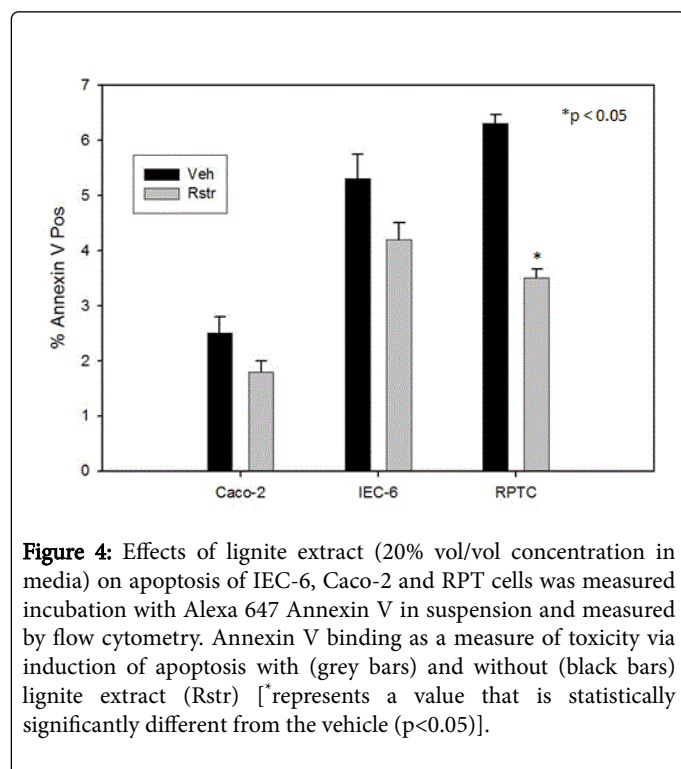 7
*p < 0.05
6
Veh
Rstr
5
*
4
3
2
1
0
% Annexin V Pos
Caco-2 IEC-6 RPTC
Figure 4: Effects of lignite extract (20% vol/vol concentration in
media) on apoptosis of IEC-6, Caco-2 and RPT cells was measured
incubation with Alexa 647 Annexin V in suspension and measured
by flow cytometry. Annexin V binding as a measure of toxicity via
induction of apoptosis with (grey bars) and without (black bars)
lignite extract (Rstr) [*represents a value that is statistically
significantly different from the vehicle (p<0.05)].